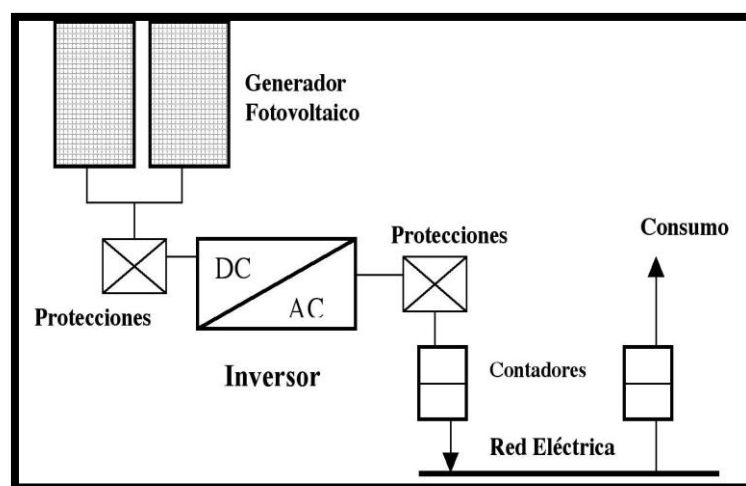 Generador
Fotovoltaico
Protecciones
Consumo
DC
AC
Protecciones
Inversor
Contadores
Red Eléctrica